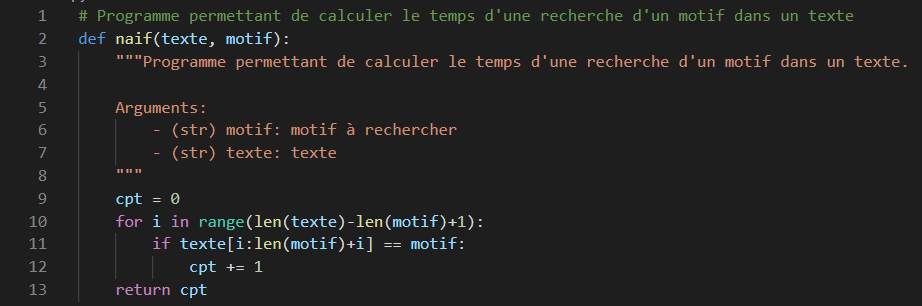 1 # Programme permettant de calculer le temps d'une recherche d'un motif dans un texte
2 def naif(texte, motif):
3     """Programme permettant de calculer le temps d'une recherche d'un motif dans un texte.
4
5     Arguments:
6         - (str) motif: motif à rechercher
7         - (str) texte: texte
8     """
9     cpt = 0
10     for i in range(len(texte)-len(motif)+1):
11         if texte[i:len(motif)+i] == motif:
12             cpt += 1
13     return cpt